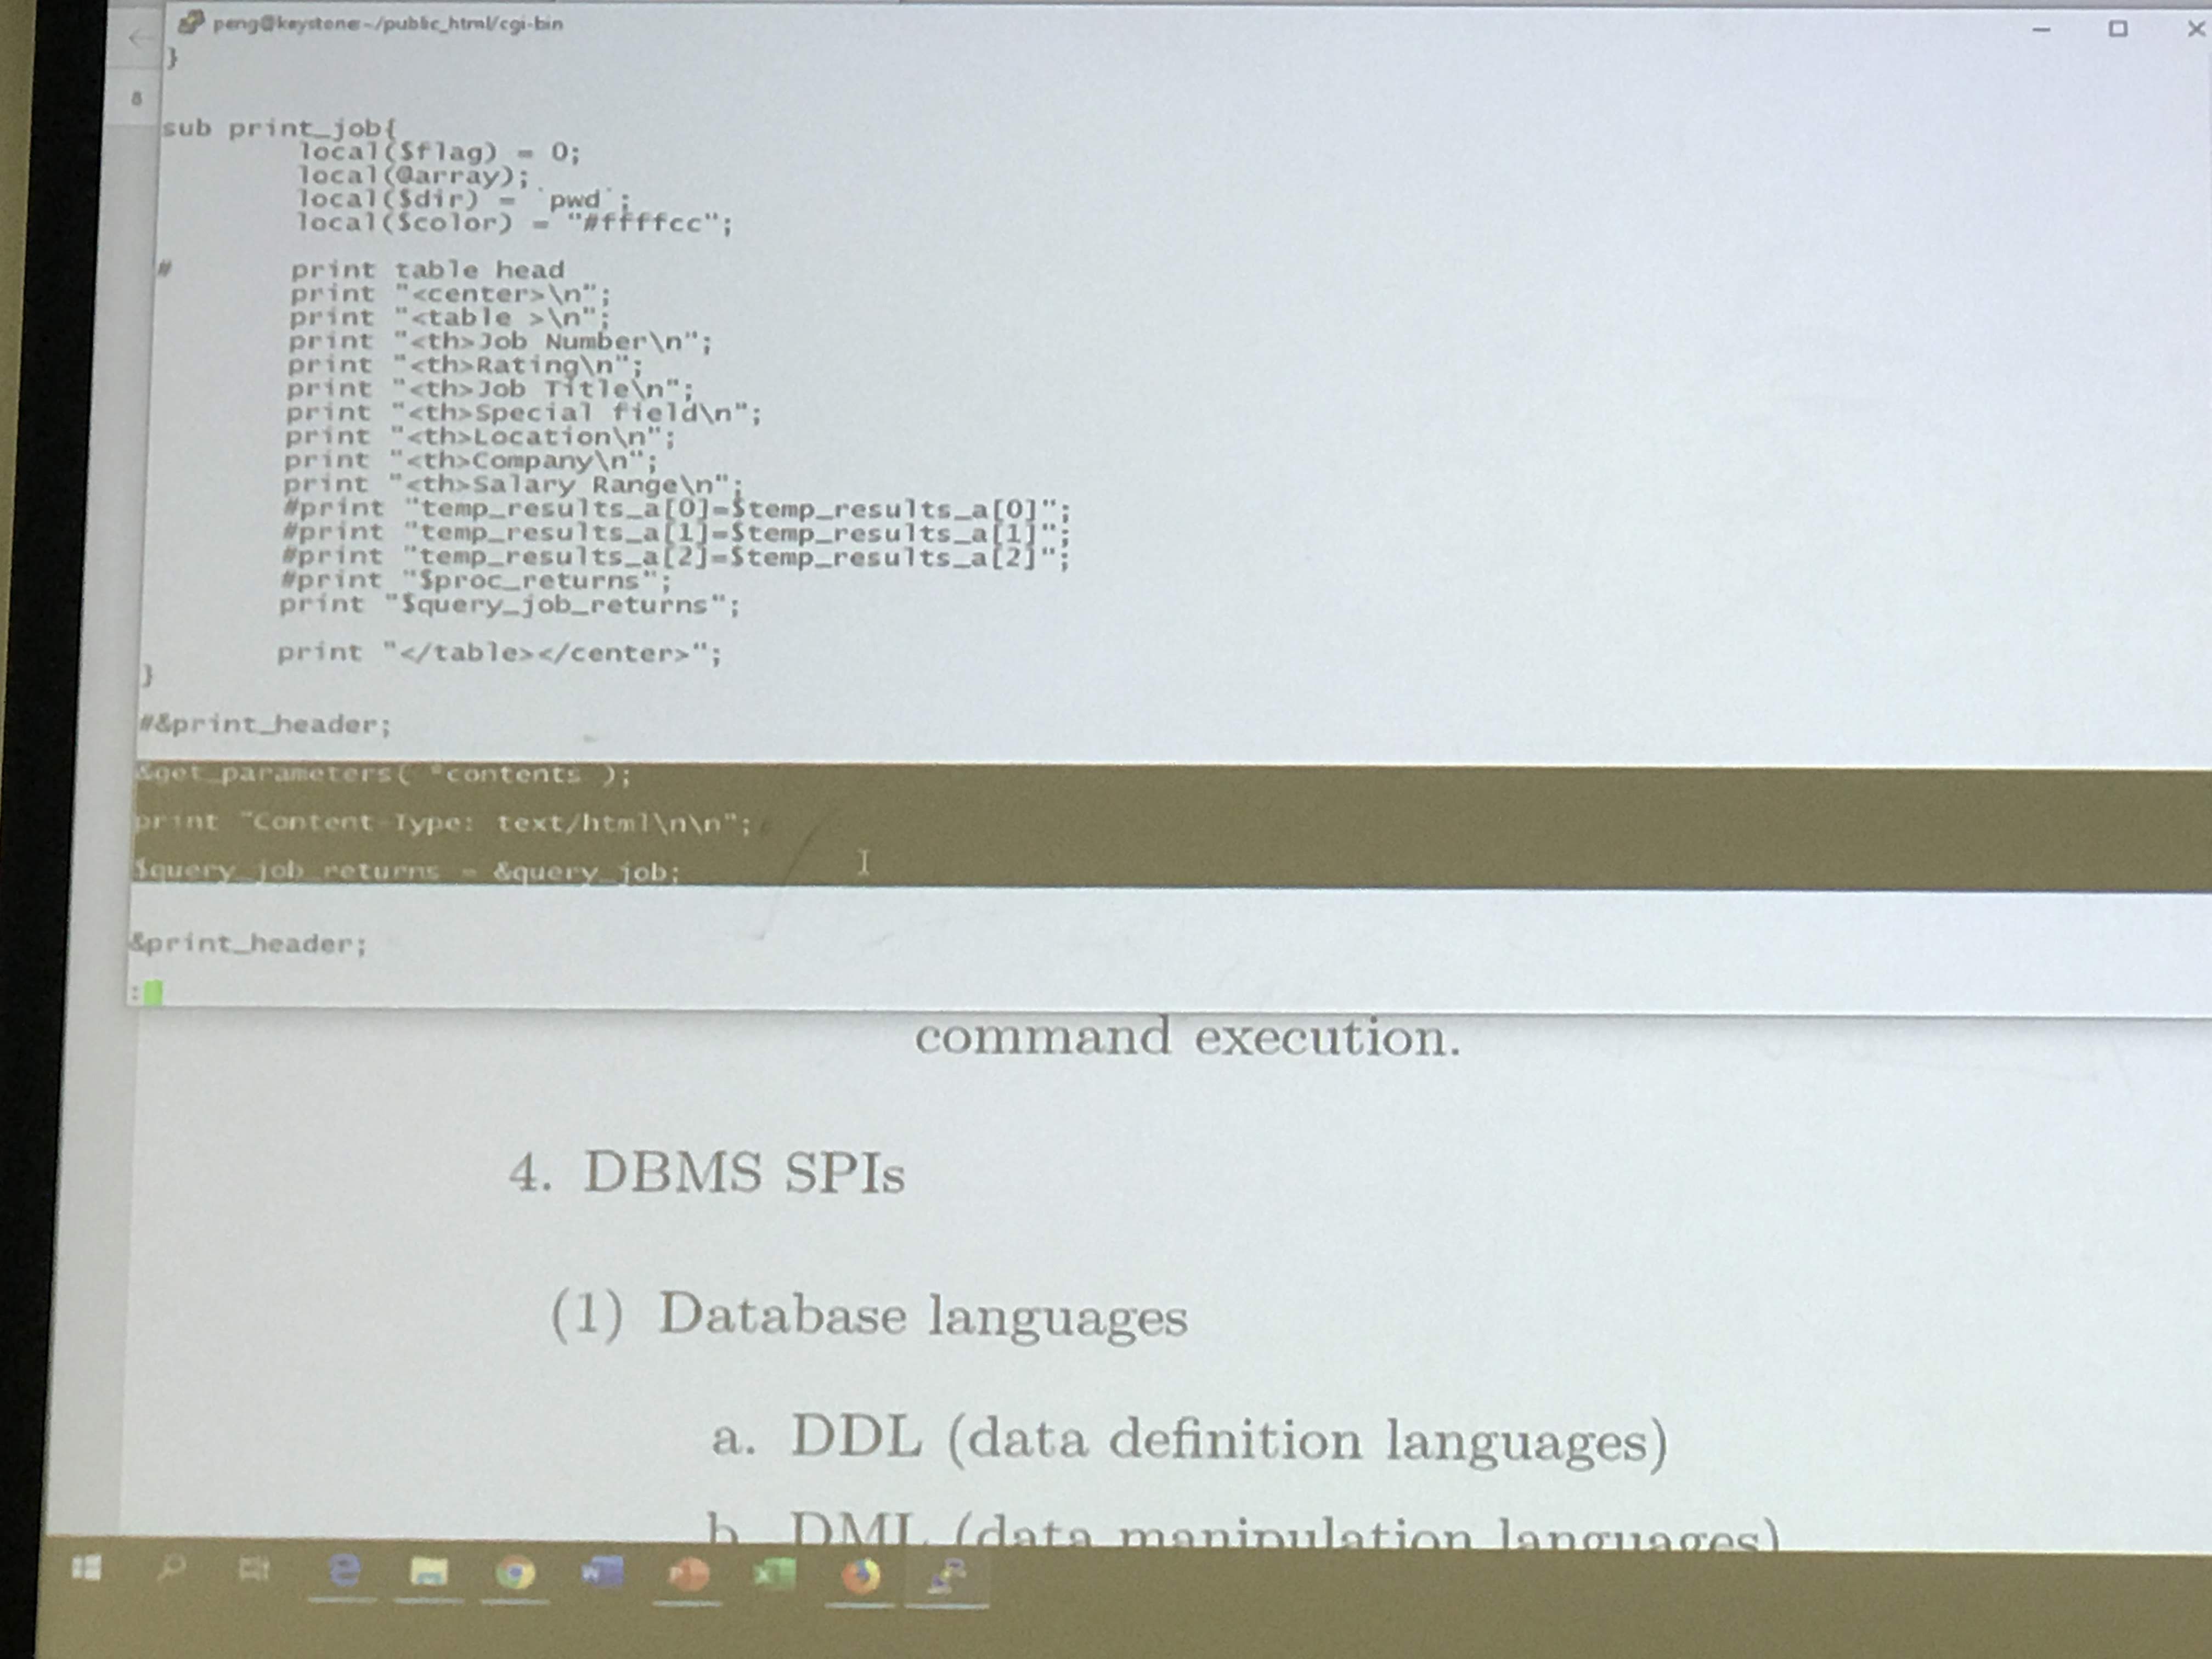 peng@keystone:~/public_html/cgi-bin
}
8
sub print_job{
local($flag) = 0;
local(@array);
local($dir) = `pwd`;
local($color) = "#ffffcc";
# print table head
print "<center>\n";
print "<table >\n";
print "<th>Job Number\n";
print "<th>Rating\n";
print "<th>Job Title\n";
print "<th>Special field\n";
print "<th>Location\n";
print "<th>Company\n";
print "<th>Salary Range\n";
#print "temp_results_a[0]=$temp_results_a[0]";
#print "temp_results_a[1]=$temp_results_a[1]";
#print "temp_results_a[2]=$temp_results_a[2]";
#print "$proc_returns";
print "$query_job_returns";
print "</table></center>";
}
#&print_header;
&get_parameters( *contents );
print "Content-Type: text/html\n\n";
$query_job_returns = &query_job;
&print_header;
:
command execution.
4. DBMS SPIs
(1) Database languages
a. DDL (data definition languages)
b. DML (data manipulation languages)